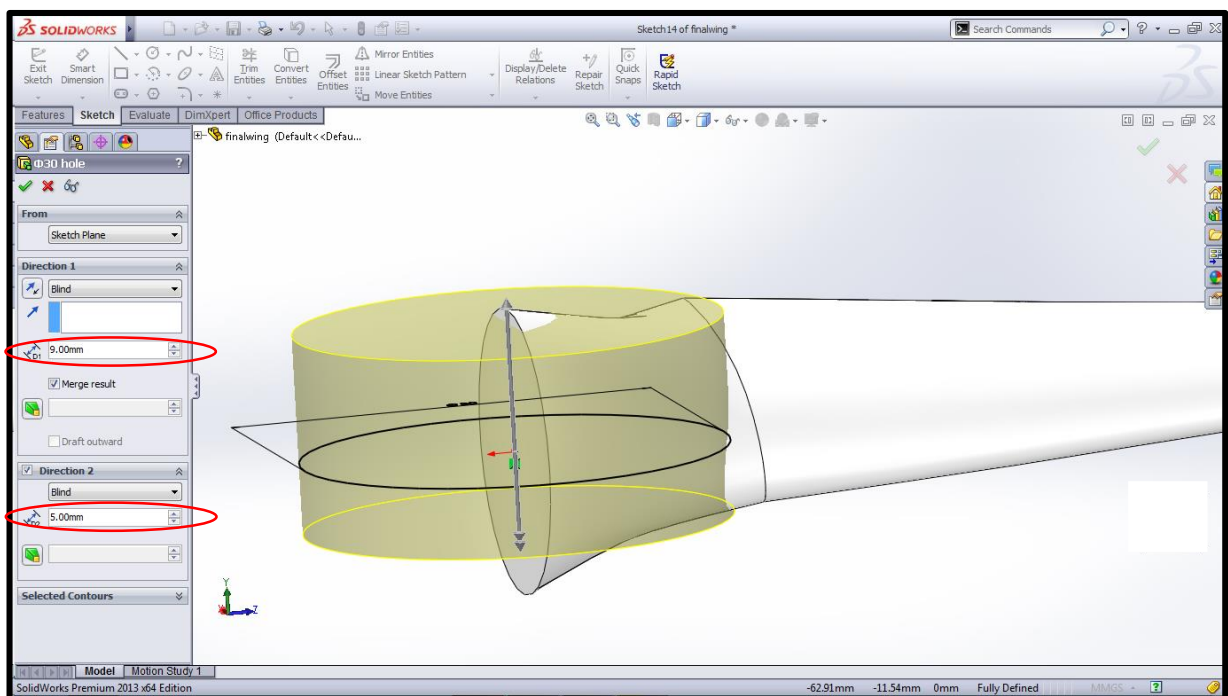 SOLIDWORKS
Sketch14 of finalwing *
Search Commands
Exit Sketch
Smart Dimension
Trim Entities
Convert Entities
Offset Entities
Mirror Entities
Linear Sketch Pattern
Move Entities
Display/Delete Relations
Repair Sketch
Quick Snaps
Rapid Sketch
Features Sketch Evaluate DimXpert Office Products
finalwing (Default<<Defau...
Φ30 hole ?
From
Sketch Plane
Direction 1
Blind
D1 9.00mm
Merge result
Draft outward
Direction 2
Blind
D2 5.00mm
Selected Contours
Y
Z
Model Motion Study 1
SolidWorks Premium 2013 x64 Edition -62.91mm -11.54mm 0mm Fully Defined MMGS